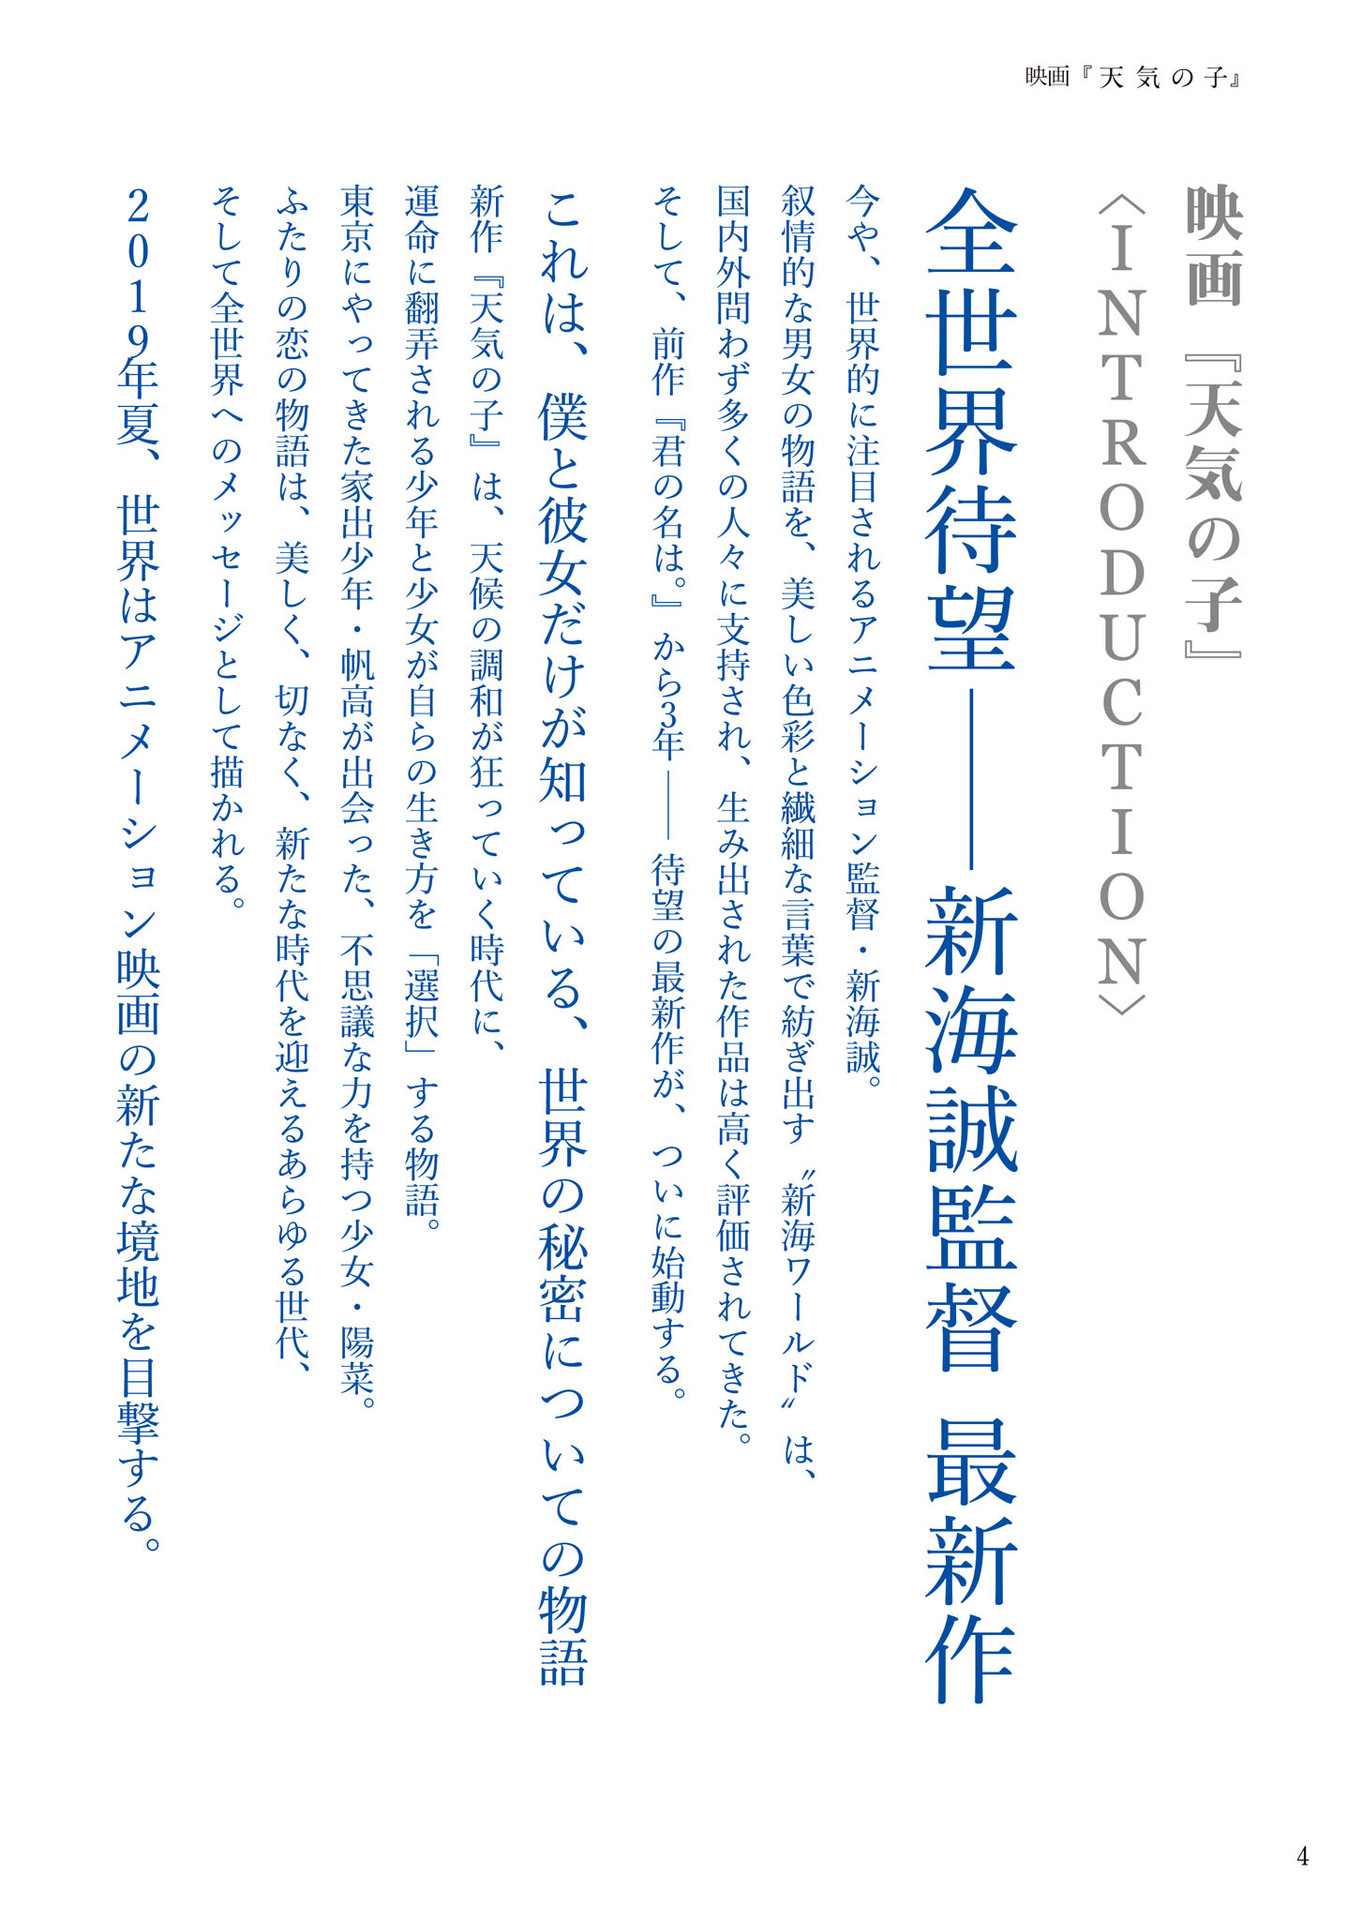 映画『天気の子』
映画『天気の子』
〈INTRODUCTION〉
全世界待望――新海誠監督 最新作
今や、世界的に注目されるアニメーション監督・新海誠。
叙情的な男女の物語を、美しい色彩と繊細な言葉で紡ぎ出す〝新海ワールド〟は、
国内外問わず多くの人々に支持され、生み出された作品は高く評価されてきた。
そして、前作『君の名は。』から3年――待望の最新作が、ついに始動する。
これは、僕と彼女だけが知っている、世界の秘密についての物語
新作『天気の子』は、天候の調和が狂っていく時代に、
運命に翻弄される少年と少女が自らの生き方を「選択」する物語。
東京にやってきた家出少年・帆高が出会った、不思議な力を持つ少女・陽菜。
ふたりの恋の物語は、美しく、切なく、新たな時代を迎えるあらゆる世代、
そして全世界へのメッセージとして描かれる。
2019年夏、世界はアニメーション映画の新たな境地を目撃する。
4